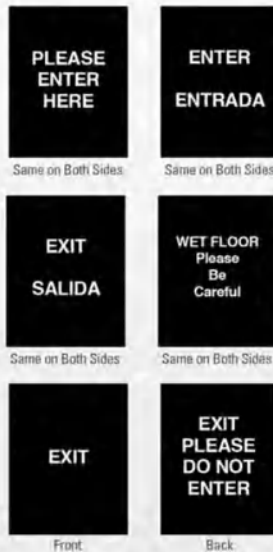 PLEASE
ENTER
HERE
Same on Both Sides
ENTER
ENTRADA
Same on Both Sides
EXIT
SALIDA
Same on Both Sides
WET FLOOR
Please
Be
Careful
Same on Both Sides
EXIT
Front
EXIT
PLEASE
DO NOT
ENTER
Back